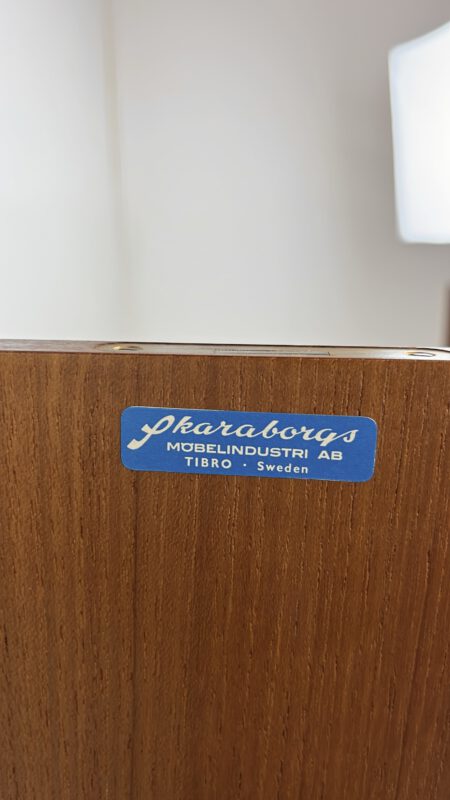 Skaraborgs
MÖBELINDUSTRI AB
TIBRO · Sweden